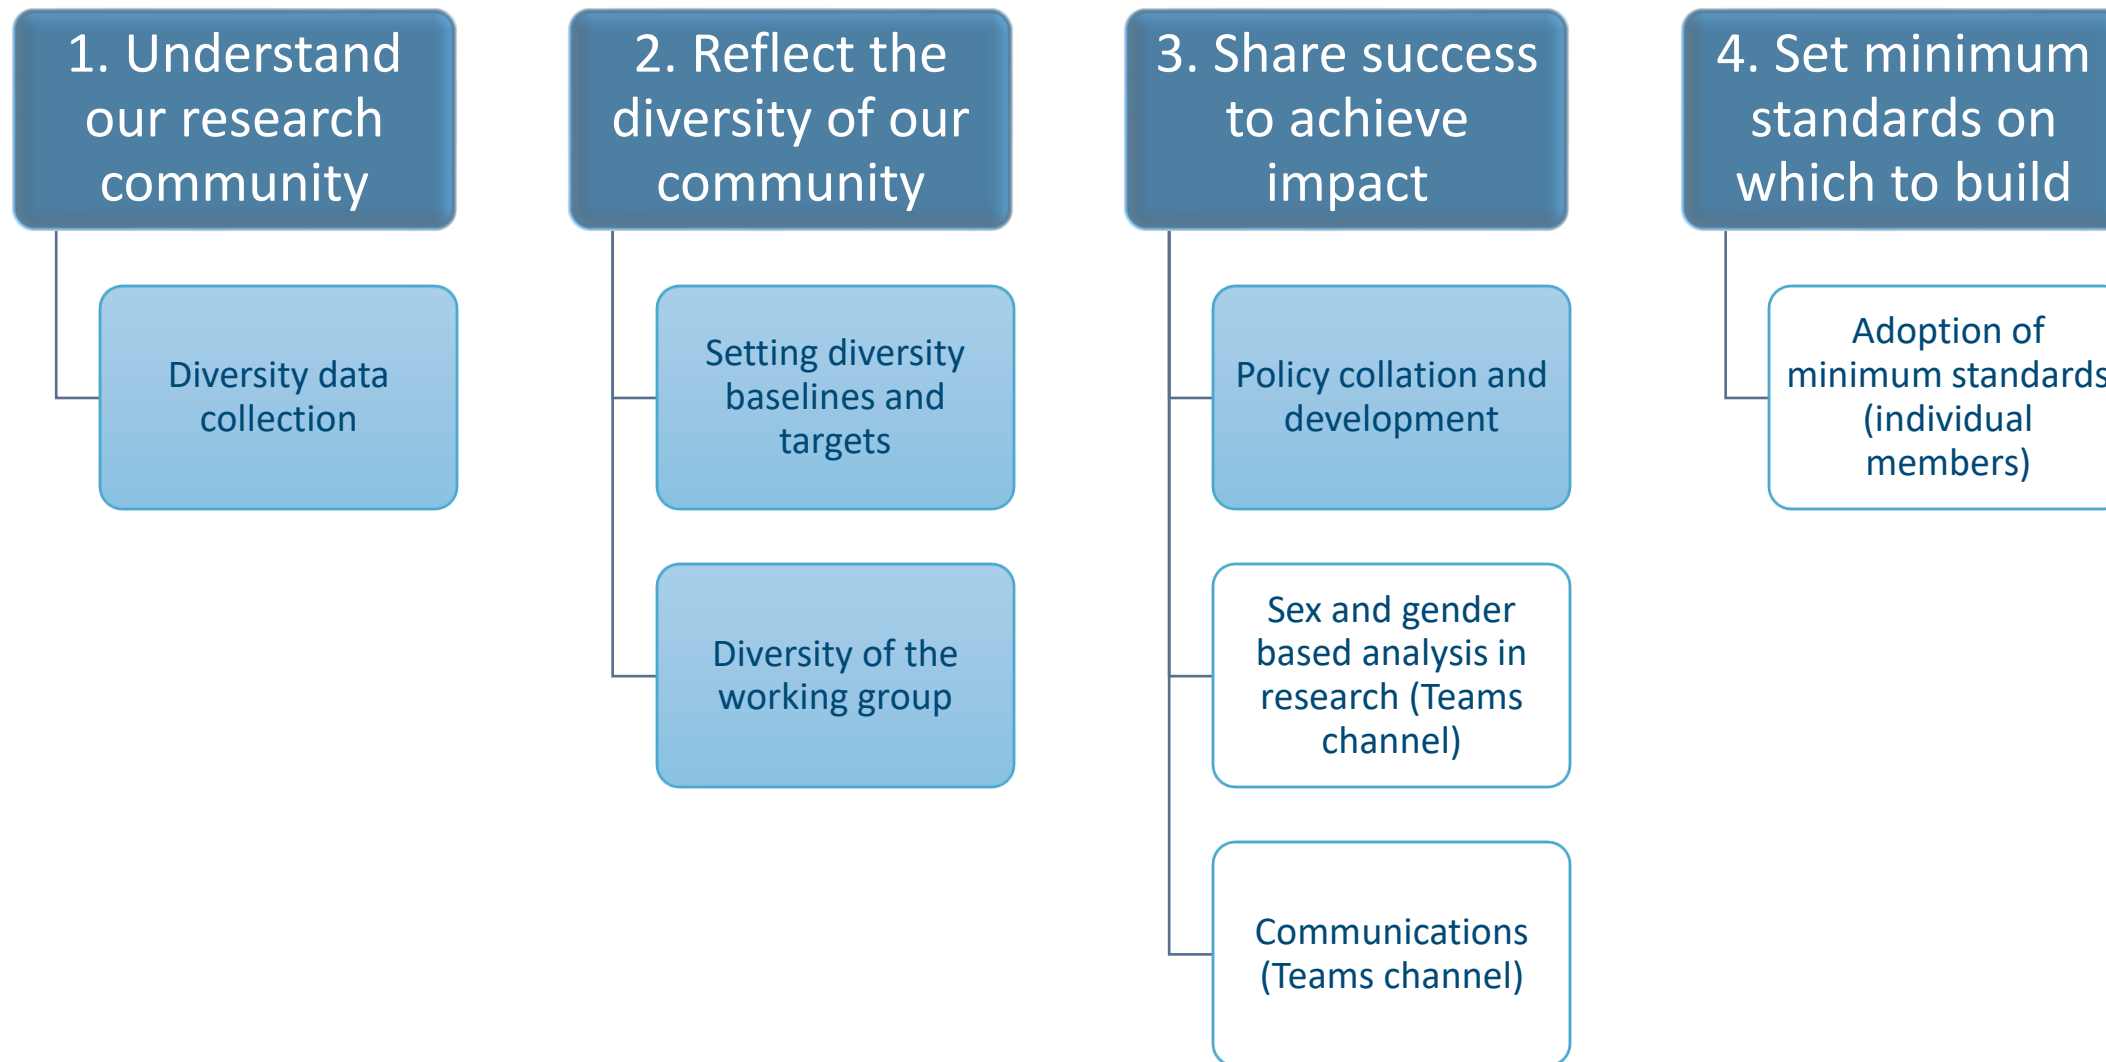 1. Understand
our research
community
Diversity data
collection
2. Reflect the
diversity of our
community
Setting diversity
baselines and
targets
Diversity of the
working group
3. Share success
to achieve
impact
Policy collation and
development
Sex and gender
based analysis in
research (Teams
channel)
Communications
(Teams channel)
4. Set minimum
standards on
which to build
Adoption of
minimum standards
(individual
members)